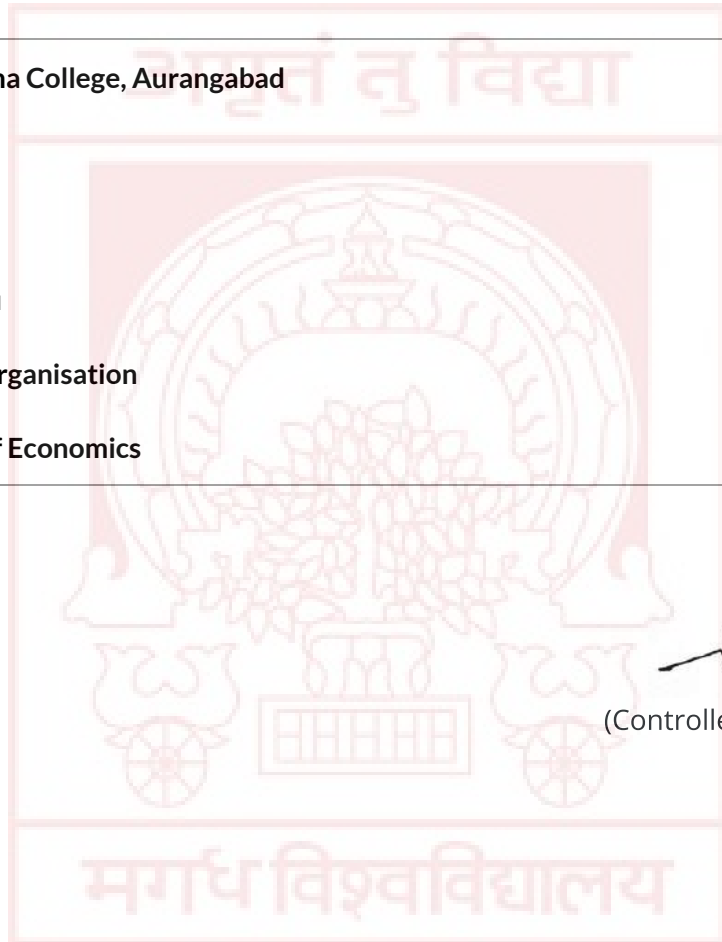 अमृतं तु विद्या
na College, Aurangabad
rganisation
f Economics
(Controlle
मगध विश्वविद्यालय